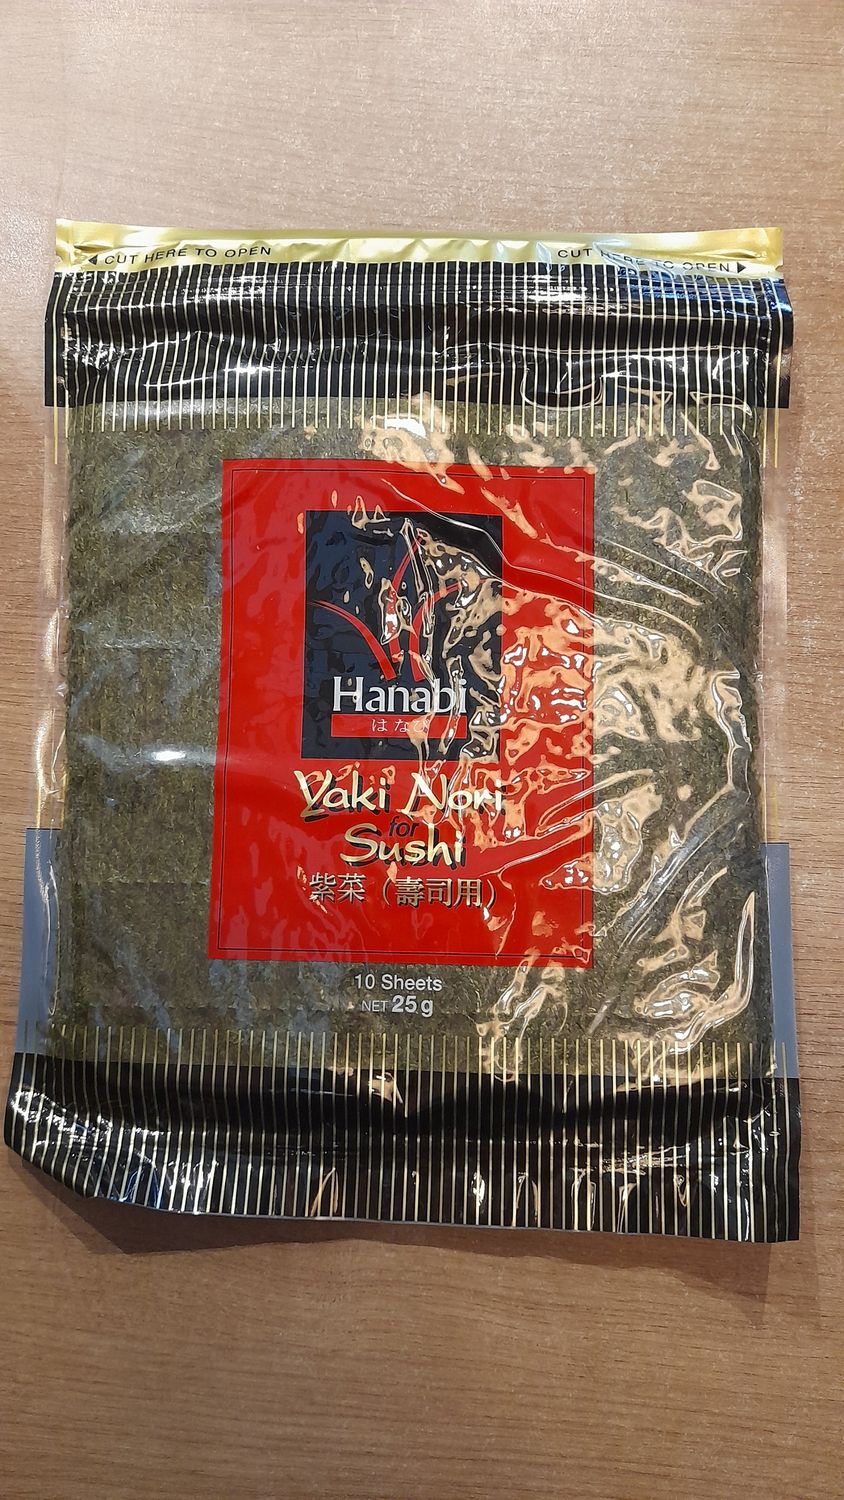 ◀ CUT HERE TO OPEN
CUT HERE TO OPEN ▶
Hanabi
はなび
Yaki Nori
for
Sushi
紫菜（壽司用）
10 Sheets
NET 25 g